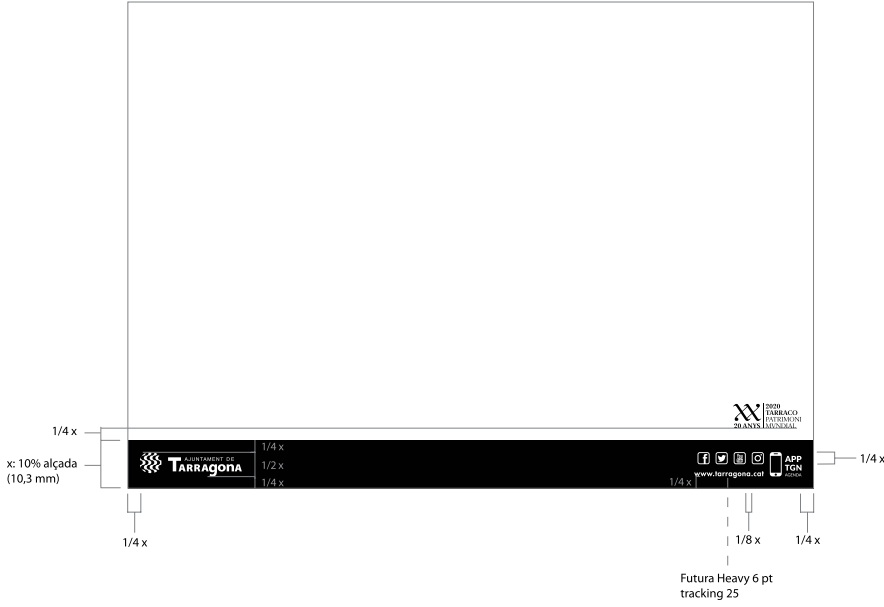 2020
TARRACO
XX PATRIMONI
20 ANYS MVNDIAL
1/4 x
x: 10% alçada
(10,3 mm)
AJUNTAMENT DE
TARRAGONA
1/4 x
1/2 x
1/4 x
www.tarragona.cat
1/4 x
APP
TGN
AGENDA
1/4 x
1/4 x
1/8 x
1/4 x
Futura Heavy 6 pt
tracking 25